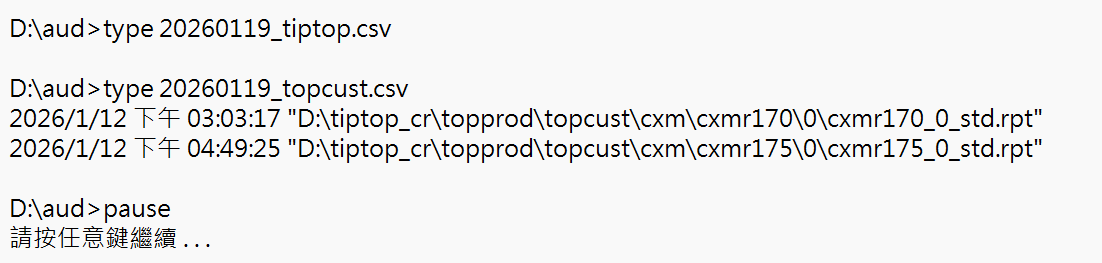 D:\aud>type 20260119_tiptop.csv
D:\aud>type 20260119_topcust.csv
2026/1/12 下午 03:03:17 "D:\tiptop_cr\topprod\topcust\cxm\cxmr170\0\cxmr170_0_std.rpt"
2026/1/12 下午 04:49:25 "D:\tiptop_cr\topprod\topcust\cxm\cxmr175\0\cxmr175_0_std.rpt"
D:\aud>pause
請按任意鍵繼續 . . .